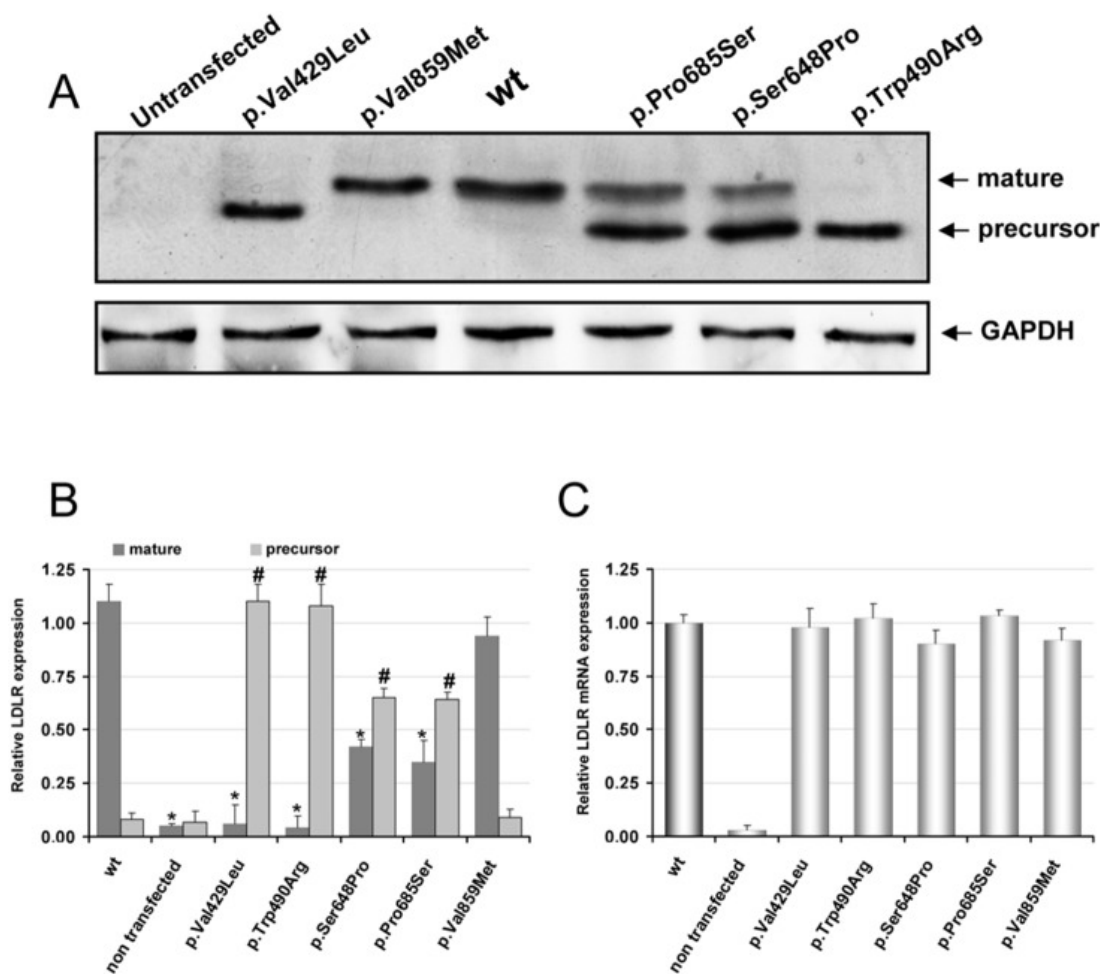 A
Untransfected
p.Val429Leu
p.Val859Met
wt
p.Pro685Ser
p.Ser648Pro
p.Trp490Arg
mature
precursor
GAPDH
B
mature precursor
Relative LDLR expression
1.25
1.00
0.75
0.50
0.25
0.00
# # # #
* * * * *
wt
non transfected
p.Val429Leu
p.Trp490Arg
p.Ser648Pro
p.Pro685Ser
p.Val859Met
C
Relative LDLR mRNA expression
1.25
1.00
0.75
0.50
0.25
0.00
wt
non transfected
p.Val429Leu
p.Trp490Arg
p.Ser648Pro
p.Pro685Ser
p.Val859Met